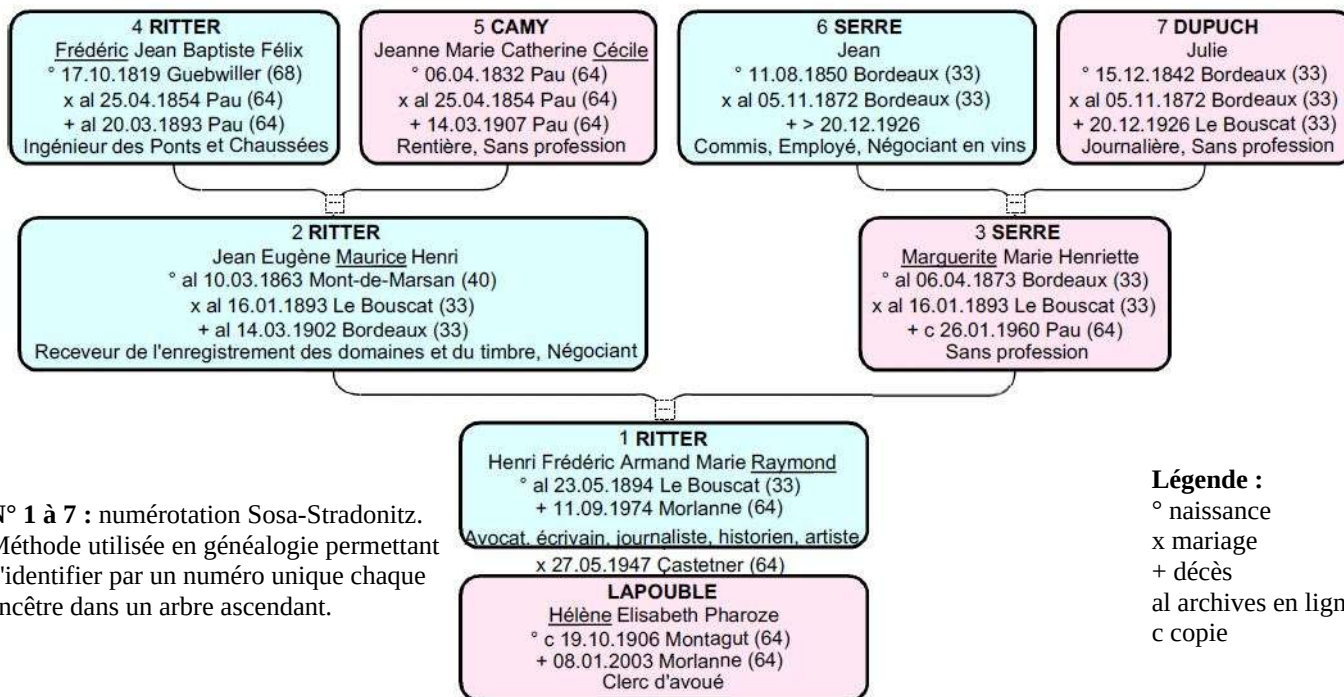 4 RITTER
Frédéric Jean Baptiste Félix
° 17.10.1819 Guebwiller (68)
x al 25.04.1854 Pau (64)
+ al 20.03.1893 Pau (64)
Ingénieur des Ponts et Chaussées
5 CAMY
Jeanne Marie Catherine Cécile
° 06.04.1832 Pau (64)
x al 25.04.1854 Pau (64)
+ 14.03.1907 Pau (64)
Rentière, Sans profession
6 SERRE
Jean
° 11.08.1850 Bordeaux (33)
x al 05.11.1872 Bordeaux (33)
+ > 20.12.1926
Commis, Employé, Négociant en vins
7 DUPUCH
Julie
° 15.12.1842 Bordeaux (33)
x al 05.11.1872 Bordeaux (33)
+ 20.12.1926 Le Bouscat (33)
Journalière, Sans profession
2 RITTER
Jean Eugène Maurice Henri
° al 10.03.1863 Mont-de-Marsan (40)
x al 16.01.1893 Le Bouscat (33)
+ al 14.03.1902 Bordeaux (33)
Receveur de l'enregistrement des domaines et du timbre, Négociant
3 SERRE
Marguerite Marie Henriette
° al 06.04.1873 Bordeaux (33)
x al 16.01.1893 Le Bouscat (33)
+ c 26.01.1960 Pau (64)
Sans profession
1 RITTER
Henri Frédéric Armand Marie Raymond
° al 23.05.1894 Le Bouscat (33)
+ 11.09.1974 Morlanne (64)
Avocat, écrivain, journaliste, historien, artiste
x 27.05.1947 Castetner (64)
LAPOUBLE
Hélène Elisabeth Pharoze
° c 19.10.1906 Montagut (64)
+ 08.01.2003 Morlanne (64)
Clerc d'avoué
N° 1 à 7 : numérotation Sosa-Stradonitz.
Méthode utilisée en généalogie permettant
d'identifier par un numéro unique chaque
ancêtre dans un arbre ascendant.
Légende :
° naissance
x mariage
+ décès
al archives en lign
c copie